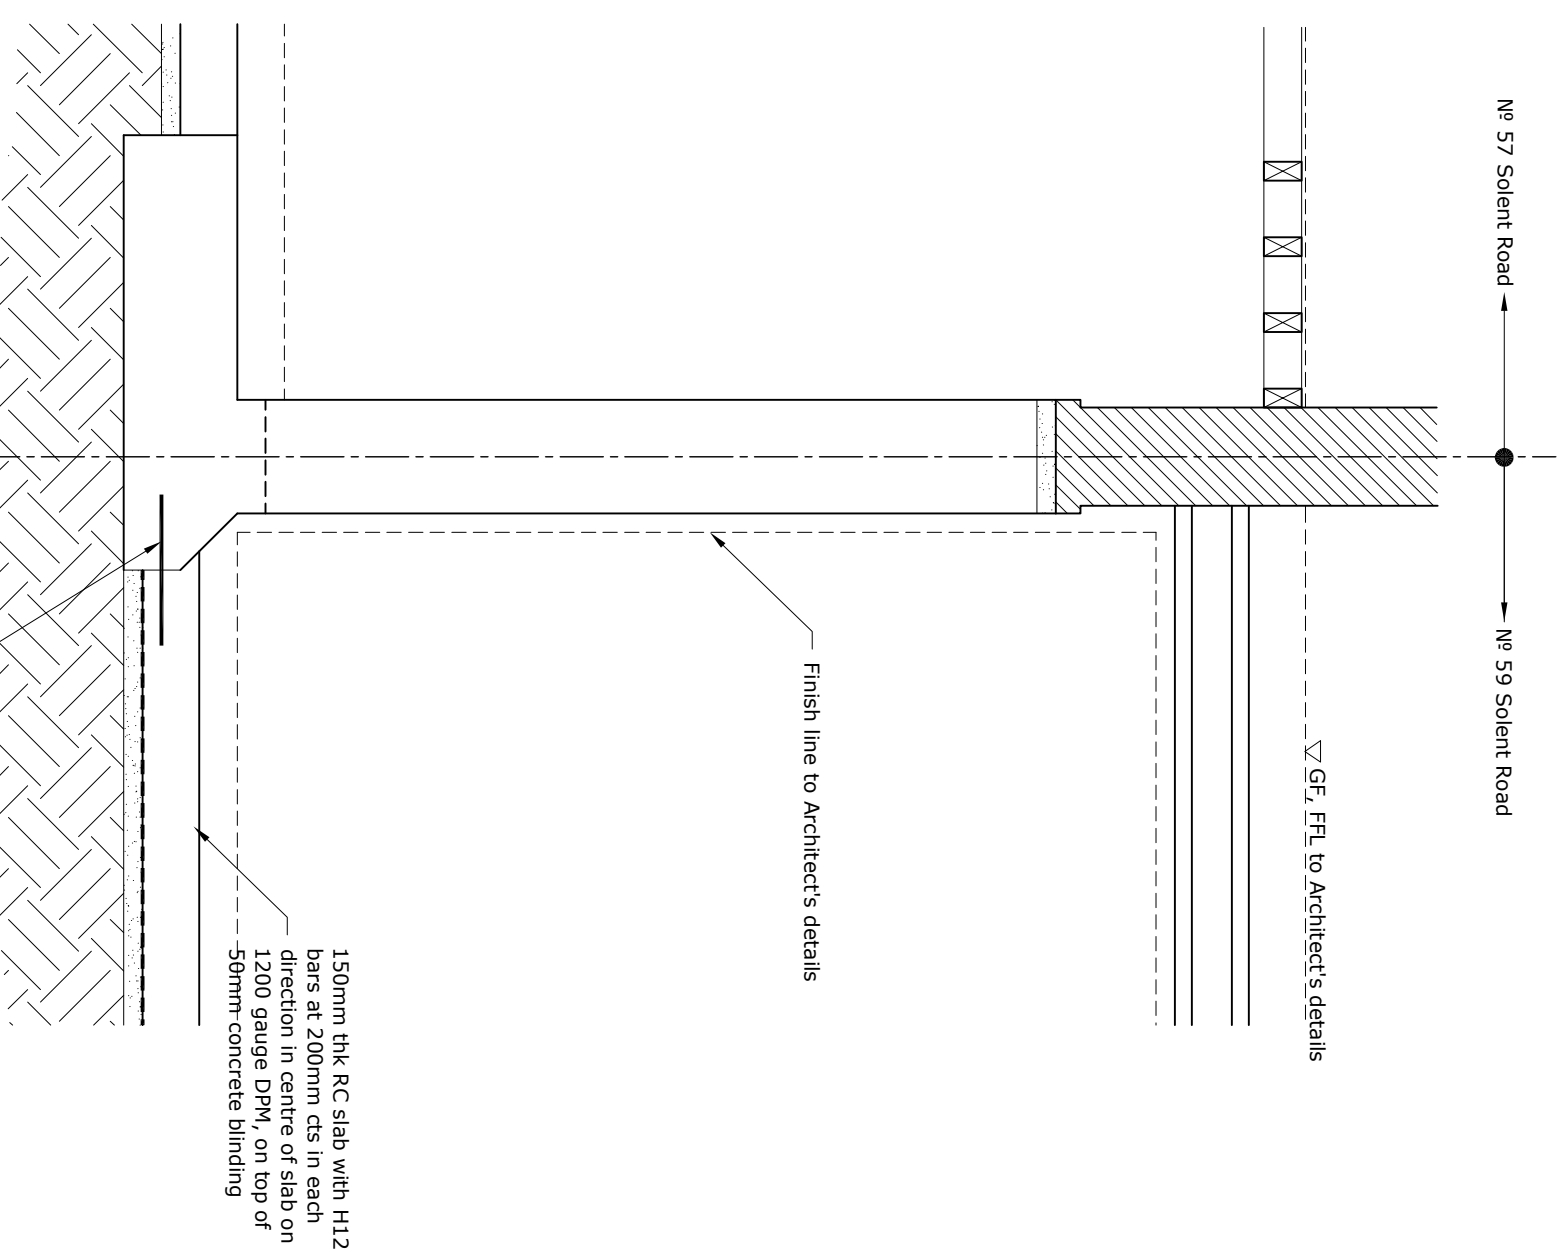 Nº 57 Solent Road
Nº 59 Solent Road
GF, FFL to Architect's details
Finish line to Architect's details
150mm thk RC slab with H12
bars at 200mm cts in each
direction in centre of slab on
1200 gauge DPM, on top of
50mm concrete blinding